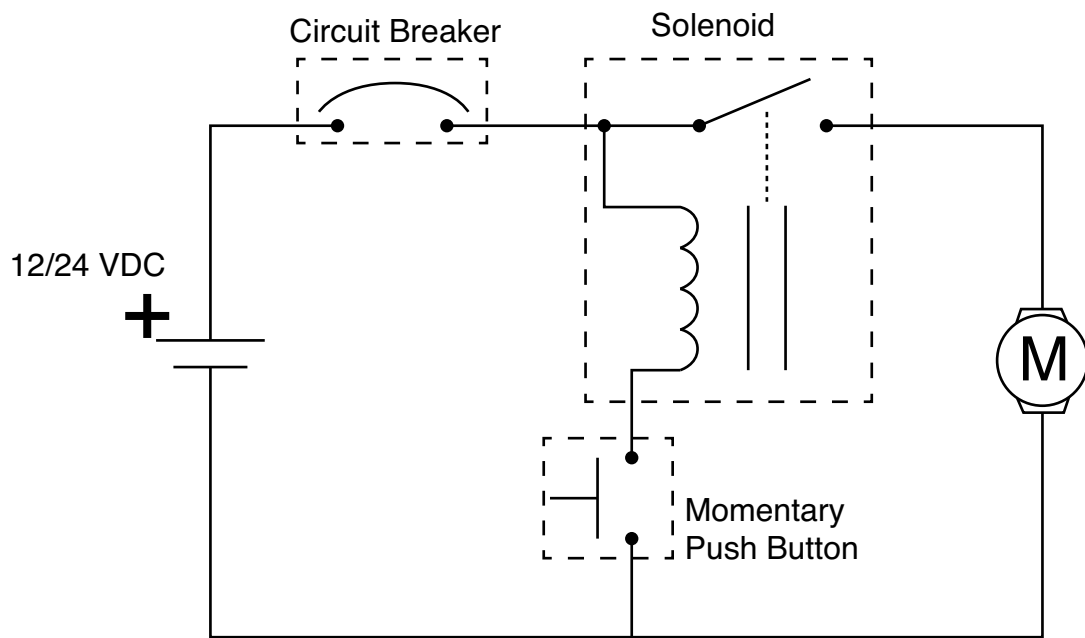 Circuit Breaker
Solenoid
12/24 VDC
+
M
Momentary
Push Button